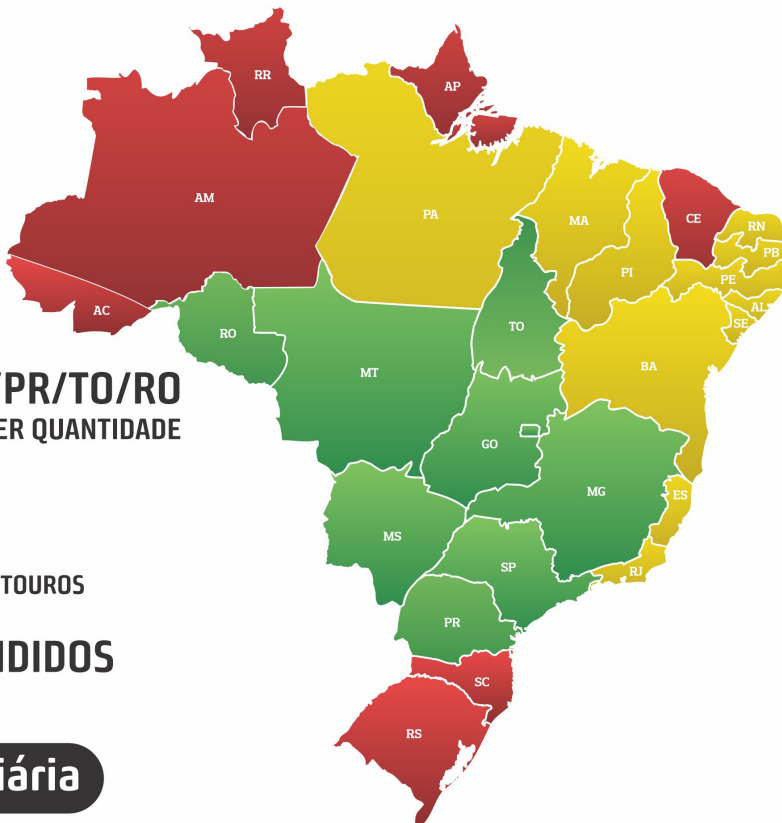 RR
AP
AM
PA
MA
CE
RN
PB
PI
PE
AL
SE
AC
RO
TO
BA
MT
/PR/TO/RO
ER QUANTIDADE
GO
MG
ES
MS
SP
RJ
TOUROS
PR
DIDOS
SC
RS
iária